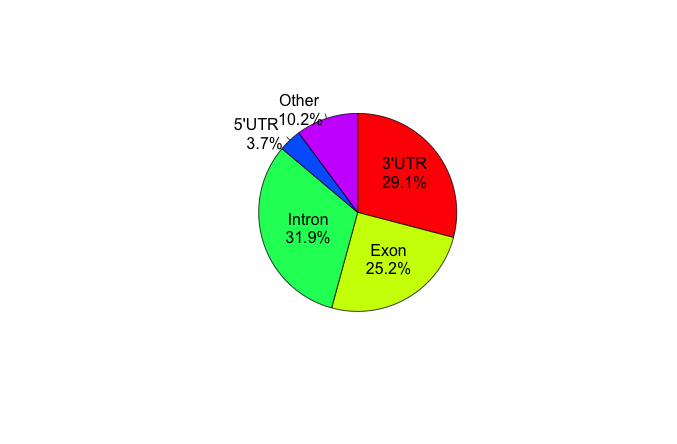 Other
10.2%
5'UTR
3.7%
3'UTR
29.1%
Intron
31.9%
Exon
25.2%